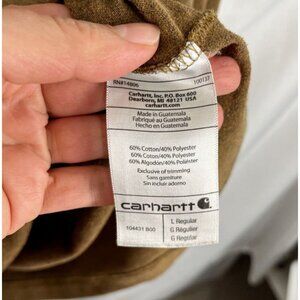 RN#14806
Carhartt, Inc. P.O. Box 600
Dearborn, MI 48121 USA
carhartt.com
Made in Guatemala
Fabriqué au Guatemala
Hecho en Guatemala
60% Cotton/40% Polyester
60% Coton/40% Polyester
60% Algodón/40% Poliéster
Exclusive of trimming
Sans garniture
Sin incluir adorno
carhartt
104431 B00
L Regular
G Regulier
G Regular